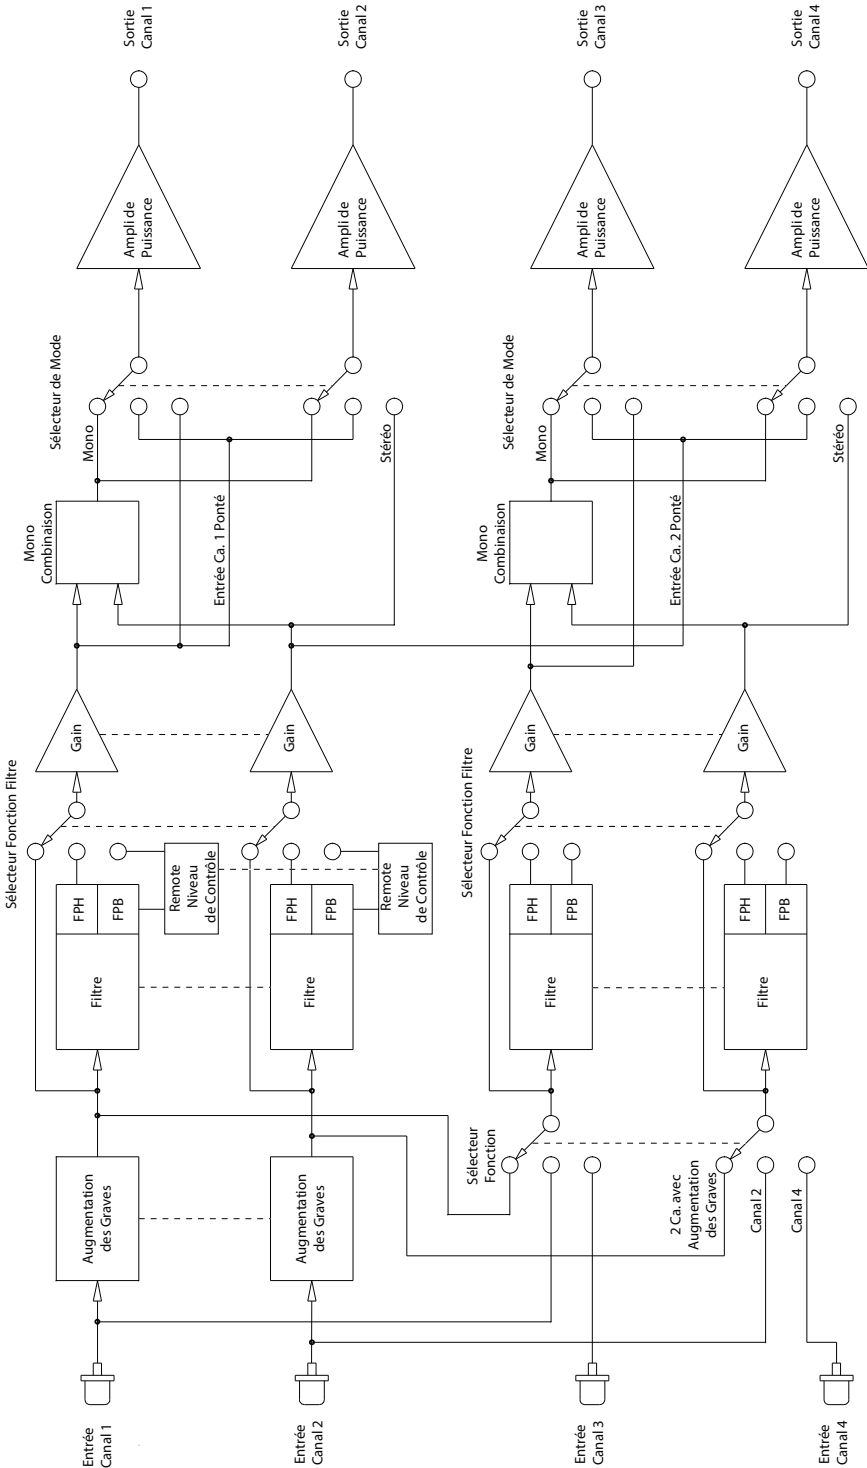 Entrée
Canal 1
Augmentation
des Graves
Filtre
FPH
FPB
Remote
Niveau
de Contrôle
Sélecteur Fonction Filtre
Gain
Mono
Combinaison
Entrée Ca. 1 Ponté
Mono
Sélecteur de Mode
Ampli de
Puissance
Sortie
Canal 1
Entrée
Canal 2
Augmentation
des Graves
Filtre
FPH
FPB
Remote
Niveau
de Contrôle
Gain
Stéréo
Ampli de
Puissance
Sortie
Canal 2
Entrée
Canal 3
Sélecteur
Fonction
Filtre
FPH
FPB
Sélecteur Fonction Filtre
Gain
Mono
Combinaison
Entrée Ca. 2 Ponté
Mono
Sélecteur de Mode
Ampli de
Puissance
Sortie
Canal 3
Entrée
Canal 4
2 Ca. avec
Augmentation
des Graves
Canal 2
Canal 4
Filtre
FPH
FPB
Gain
Stéréo
Ampli de
Puissance
Sortie
Canal 4